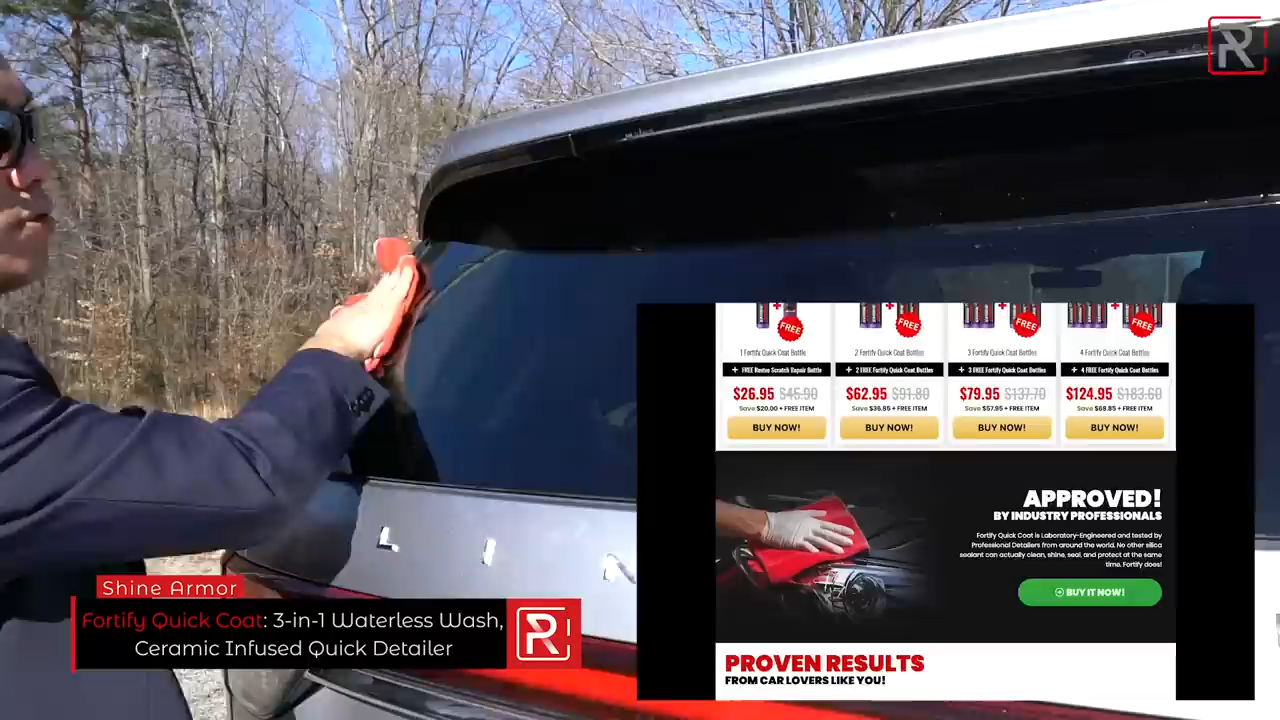 R
L I N
Shine Armor
Fortify Quick Coat: 3-in-1 Waterless Wash,
Ceramic Infused Quick Detailer
R
+ + + +
FREE FREE FREE FREE
1 Fortify Quick Coat Bottle
+ FREE Revive Scratch Repair Bottle
$26.95 $45.90
Save $20.00 + FREE ITEM
BUY NOW!
2 Fortify Quick Coat Bottles
+ 2 FREE Fortify Quick Coat Bottles
$62.95 $91.80
Save $36.85 + FREE ITEM
BUY NOW!
3 Fortify Quick Coat Bottles
+ 3 FREE Fortify Quick Coat Bottles
$79.95 $137.70
Save $57.95 + FREE ITEM
BUY NOW!
4 Fortify Quick Coat Bottles
+ 4 FREE Fortify Quick Coat Bottles
$124.95 $183.60
Save $68.85 + FREE ITEM
BUY NOW!
APPROVED!
BY INDUSTRY PROFESSIONALS
Fortify Quick Coat is Laboratory-Engineered and tested by
Professional Detailers from around the world. No other silica
sealant can actually clean, shine, seal, and protect at the same
time. Fortify does!
BUY IT NOW!
PROVEN RESULTS
FROM CAR LOVERS LIKE YOU!